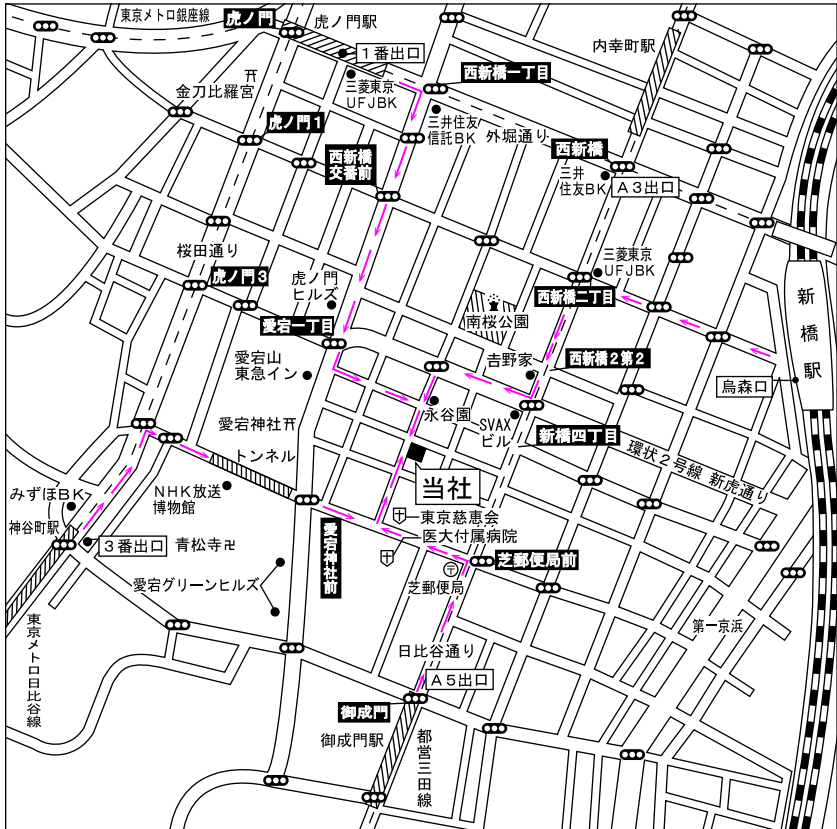 東京メトロ銀座線
虎ノ門
虎ノ門駅
1番出口
内幸町駅
金刀比羅宮
三菱東京
UFJBK
西新橋一丁目
虎ノ門1
三井住友
信託BK
外堀通り
西新橋
交番前
西新橋
三井
住友BK
A3出口
桜田通り
虎ノ門3
虎ノ門
ヒルズ
三菱東京
UFJBK
新橋駅
南桜公園
西新橋二丁目
愛宕一丁目
愛宕山
東急イン
吉野家
西新橋2第2
烏森口
愛宕神社
永谷園
SVAX
ビル
新橋四丁目
トンネル
環状2号線 新虎通り
当社
みずほBK
NHK放送
博物館
神谷町駅
3番出口
青松寺卍
愛宕神社前
東京慈恵会
医大付属病院
芝郵便局前
愛宕グリーンヒルズ
〒
芝郵便局
第一京浜
東京メトロ日比谷線
日比谷通り
A5出口
御成門
御成門駅
都営三田線